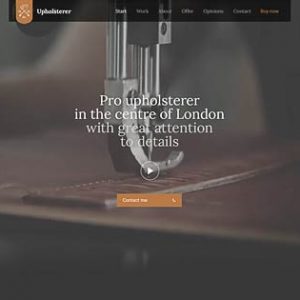 Upholsterer
Start Work About Offer Opinions Contact Buy now
Pro upholsterer
in the centre of London
with great attention
to details
Contact me